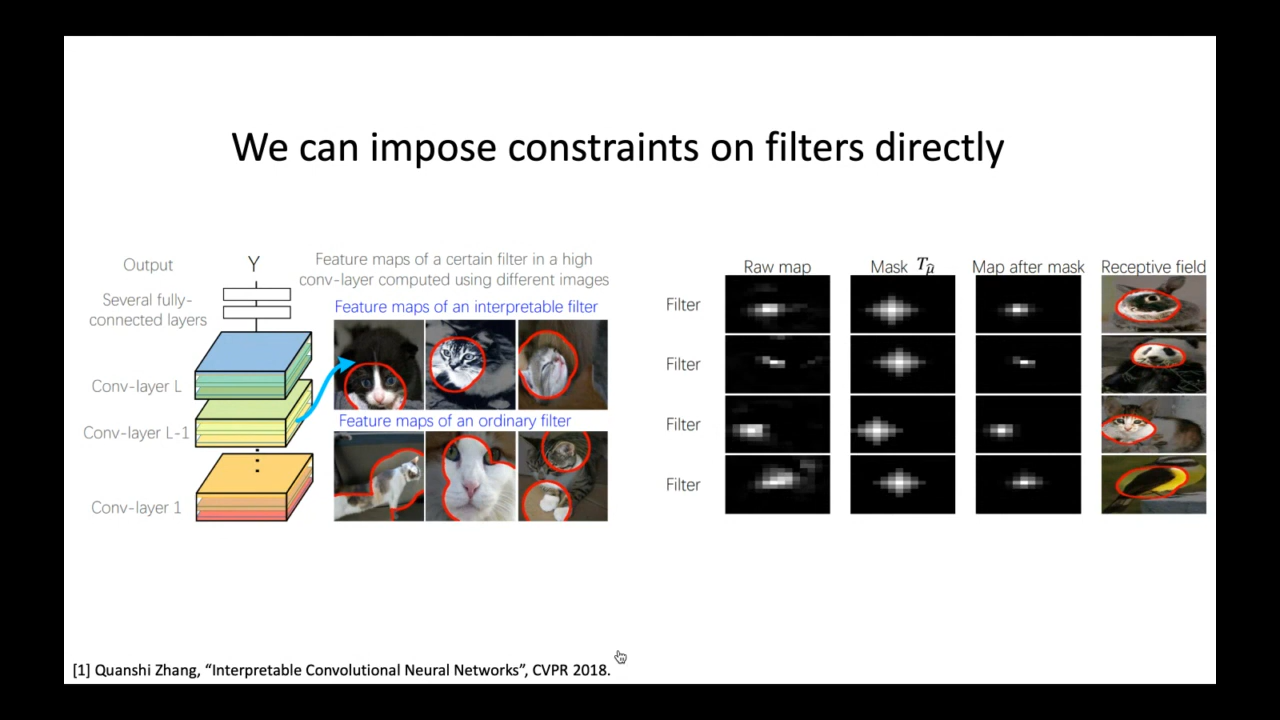 We can impose constraints on filters directly
Output
Y
Several fully-
connected layers
Conv-layer L
Conv-layer L-1
Conv-layer 1
Feature maps of a certain filter in a high
conv-layer computed using different images
Feature maps of an interpretable filter
Feature maps of an ordinary filter
Raw map
Mask T_μ̂
Map after mask
Receptive field
Filter
Filter
Filter
Filter
[1] Quanshi Zhang, “Interpretable Convolutional Neural Networks”, CVPR 2018.